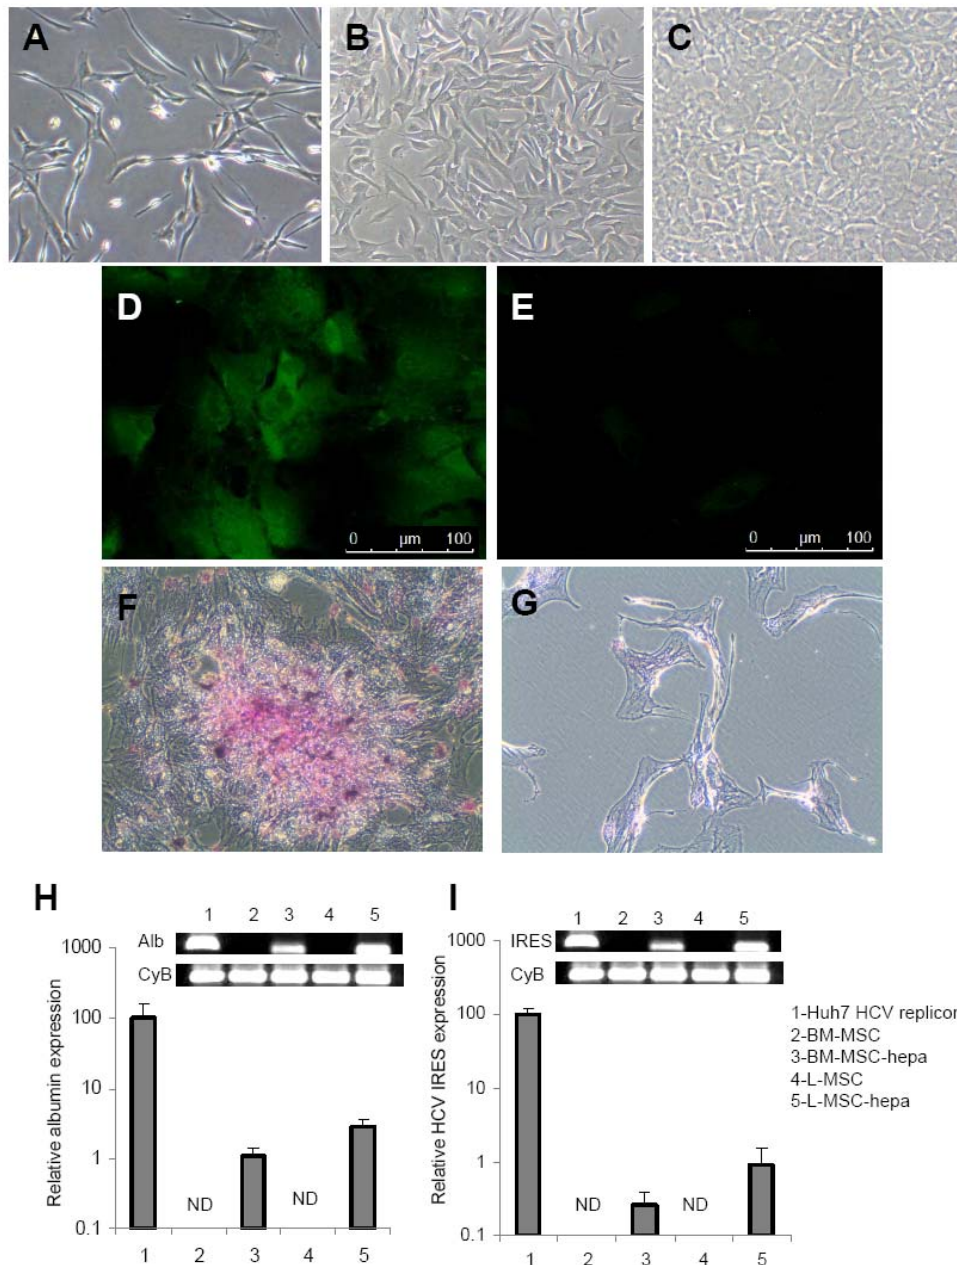 A
B
C
D
E
0 µm 100
0 µm 100
F
G
H
1 2 3 4 5
Alb
CyB
Relative albumin expression
1000
100
10
1
0.1
ND
ND
1 2 3 4 5
I
1 2 3 4 5
IRES
CyB
Relative HCV IRES expression
1000
100
10
1
0.1
ND
ND
1 2 3 4 5
1-Huh7 HCV replicon
2-BM-MSC
3-BM-MSC-hepa
4-L-MSC
5-L-MSC-hepa